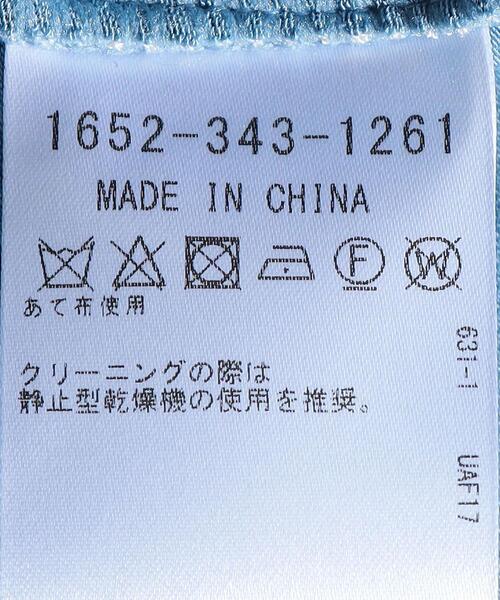 1652-343-1261
MADE IN CHINA
F
W
あて布使用
クリーニングの際は
静止型乾燥機の使用を推奨。
631-1
UAF17